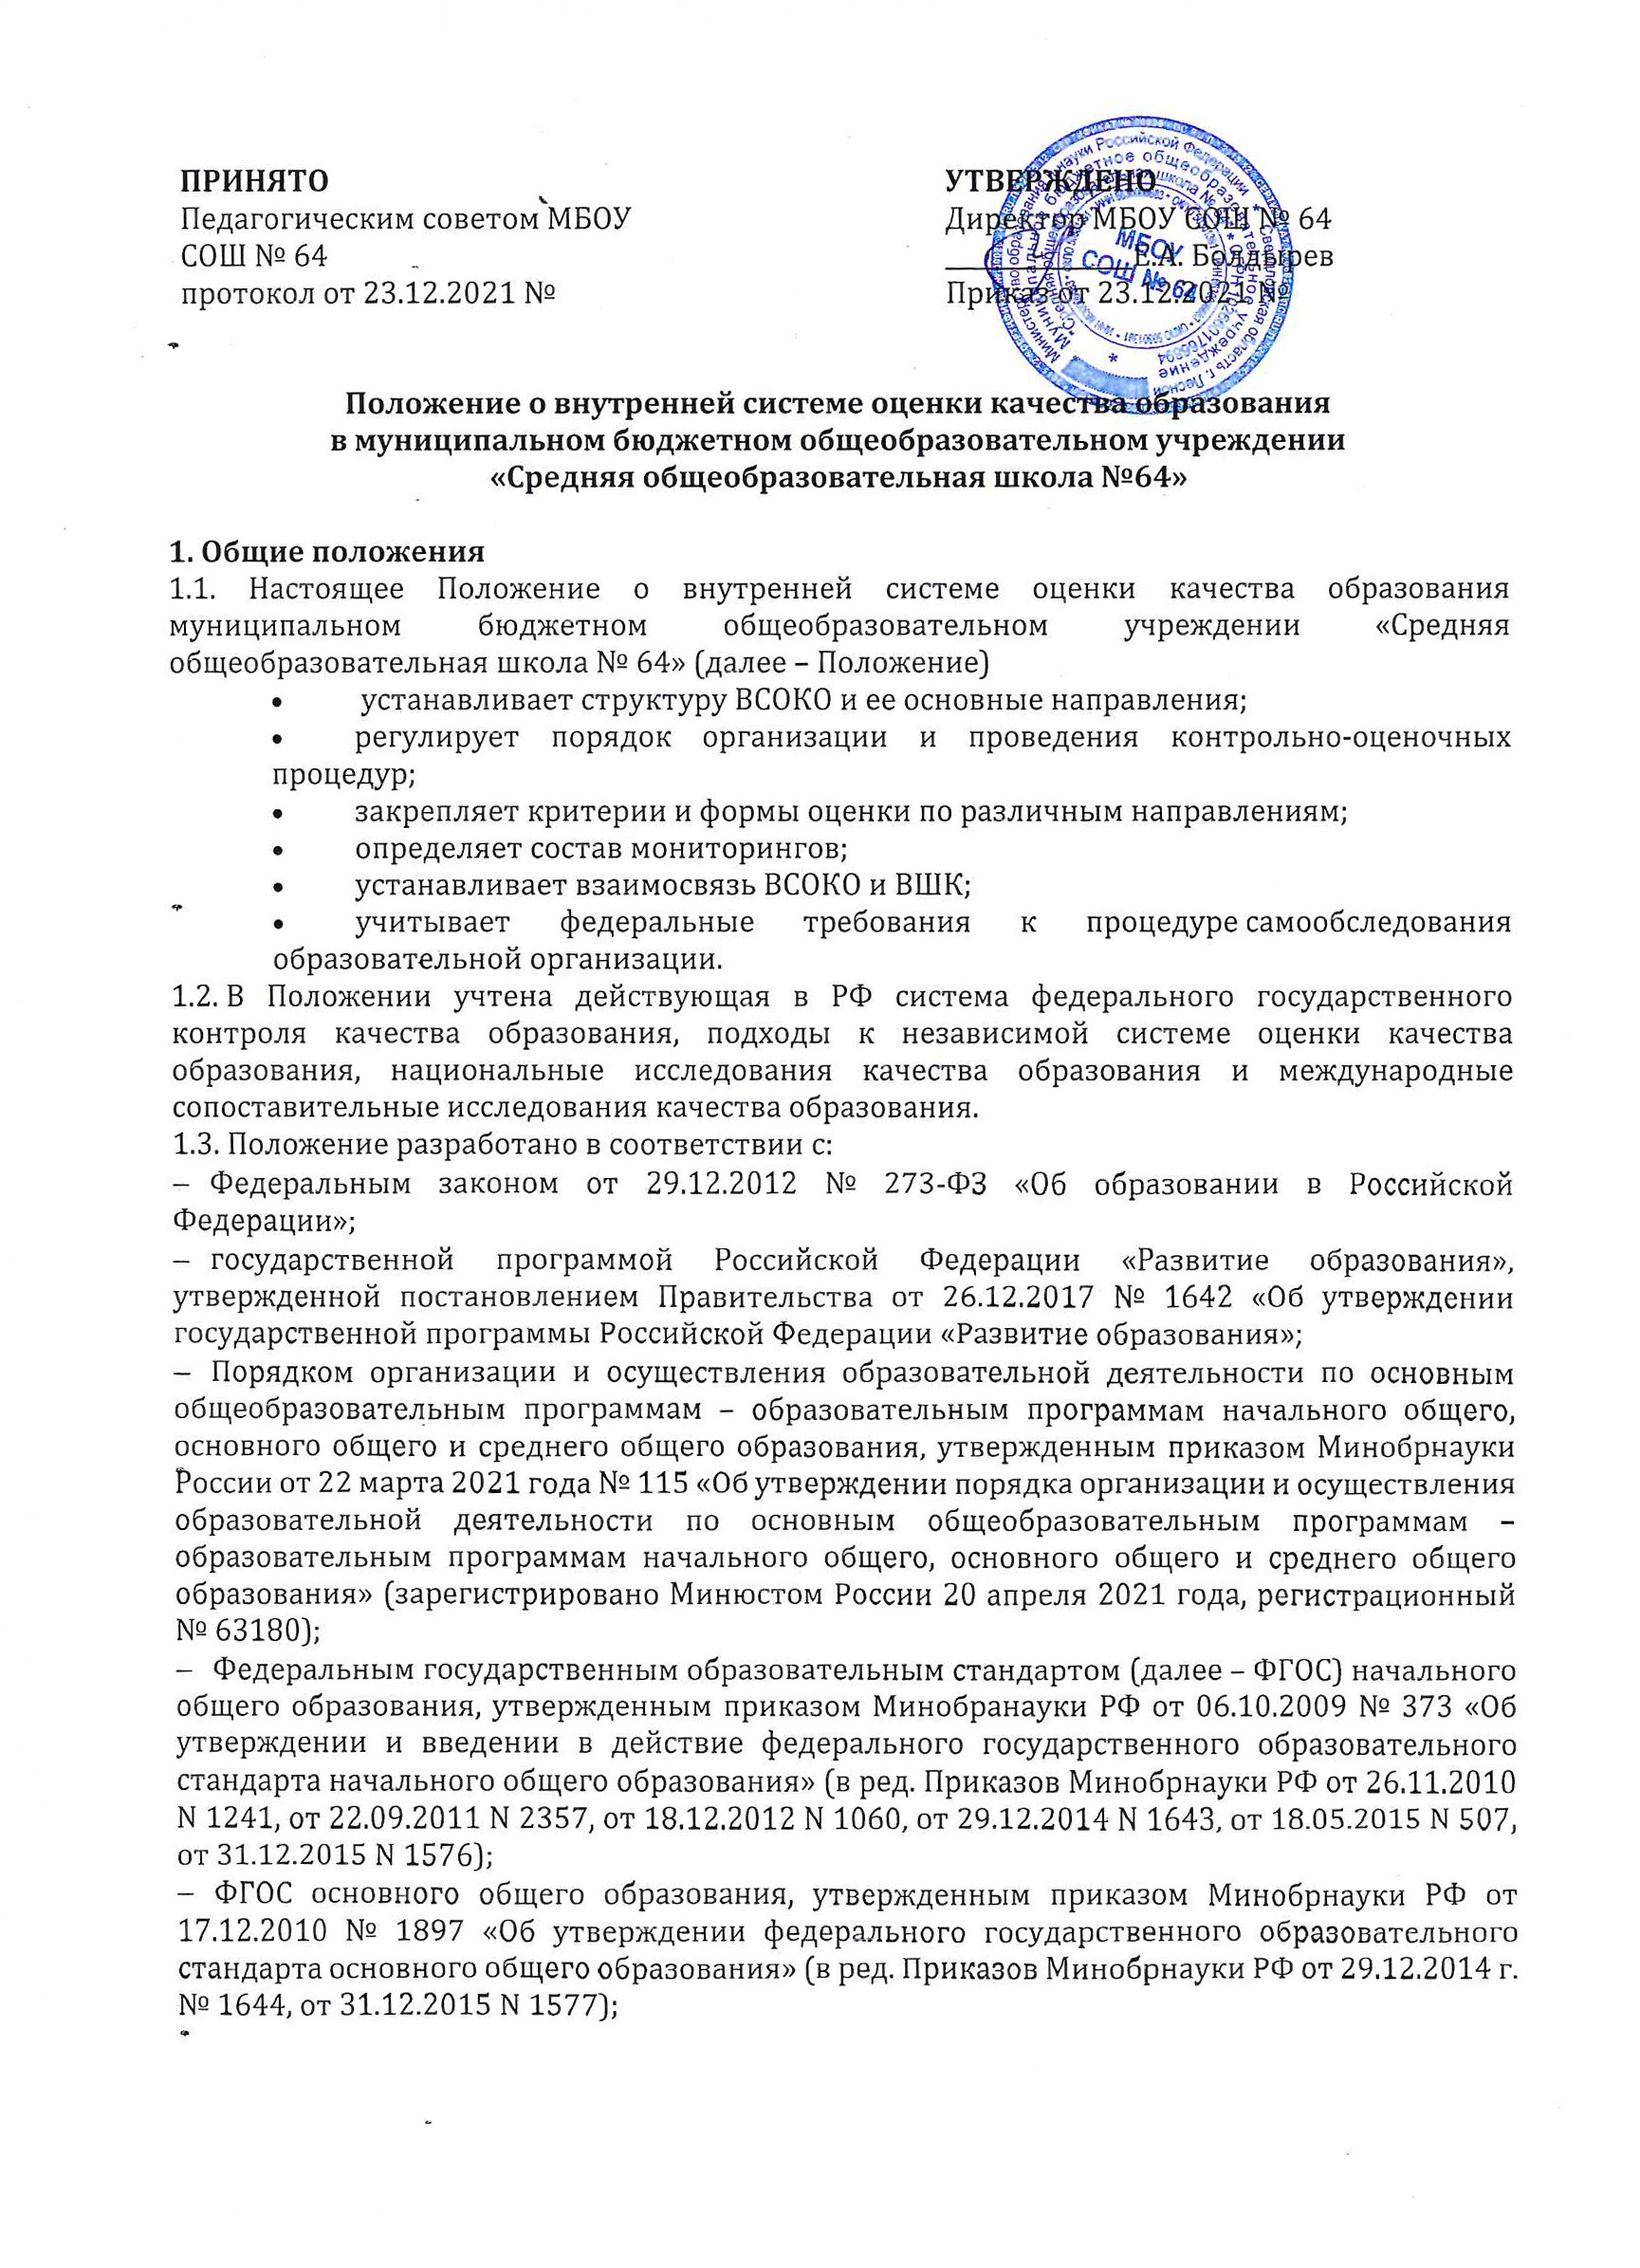 ПРИНЯТО
Педагогическим советом МБОУ
СОШ № 64
протокол от 23.12.2021 №
УТВЕРЖДЕНО
Директор МБОУ СОШ № 64
Е.А. Болдырев
Приказ от 23.12.2021 №
МБОУ
СОШ № 64
Положение о внутренней системе оценки качества образования
в муниципальном бюджетном общеобразовательном учреждении
«Средняя общеобразовательная школа №64»
1. Общие положения
1.1. Настоящее Положение о внутренней системе оценки качества образования
муниципальном бюджетном общеобразовательном учреждении «Средняя
общеобразовательная школа № 64» (далее – Положение)
• устанавливает структуру ВСОКО и ее основные направления;
• регулирует порядок организации и проведения контрольно-оценочных
процедур;
• закрепляет критерии и формы оценки по различным направлениям;
• определяет состав мониторингов;
• устанавливает взаимосвязь ВСОКО и ВШК;
• учитывает федеральные требования к процедуре самообследования
образовательной организации.
1.2. В Положении учтена действующая в РФ система федерального государственного
контроля качества образования, подходы к независимой системе оценки качества
образования, национальные исследования качества образования и международные
сопоставительные исследования качества образования.
1.3. Положение разработано в соответствии с:
– Федеральным законом от 29.12.2012 № 273-ФЗ «Об образовании в Российской
Федерации»;
– государственной программой Российской Федерации «Развитие образования»,
утвержденной постановлением Правительства от 26.12.2017 № 1642 «Об утверждении
государственной программы Российской Федерации «Развитие образования»;
– Порядком организации и осуществления образовательной деятельности по основным
общеобразовательным программам – образовательным программам начального общего,
основного общего и среднего общего образования, утвержденным приказом Минобрнауки
России от 22 марта 2021 года № 115 «Об утверждении порядка организации и осуществления
образовательной деятельности по основным общеобразовательным программам –
образовательным программам начального общего, основного общего и среднего общего
образования» (зарегистрировано Минюстом России 20 апреля 2021 года, регистрационный
№ 63180);
– Федеральным государственным образовательным стандартом (далее – ФГОС) начального
общего образования, утвержденным приказом Минобранауки РФ от 06.10.2009 № 373 «Об
утверждении и введении в действие федерального государственного образовательного
стандарта начального общего образования» (в ред. Приказов Минобрнауки РФ от 26.11.2010
N 1241, от 22.09.2011 N 2357, от 18.12.2012 N 1060, от 29.12.2014 N 1643, от 18.05.2015 N 507,
от 31.12.2015 N 1576);
– ФГОС основного общего образования, утвержденным приказом Минобрнауки РФ от
17.12.2010 № 1897 «Об утверждении федерального государственного образовательного
стандарта основного общего образования» (в ред. Приказов Минобрнауки РФ от 29.12.2014 г.
№ 1644, от 31.12.2015 N 1577);